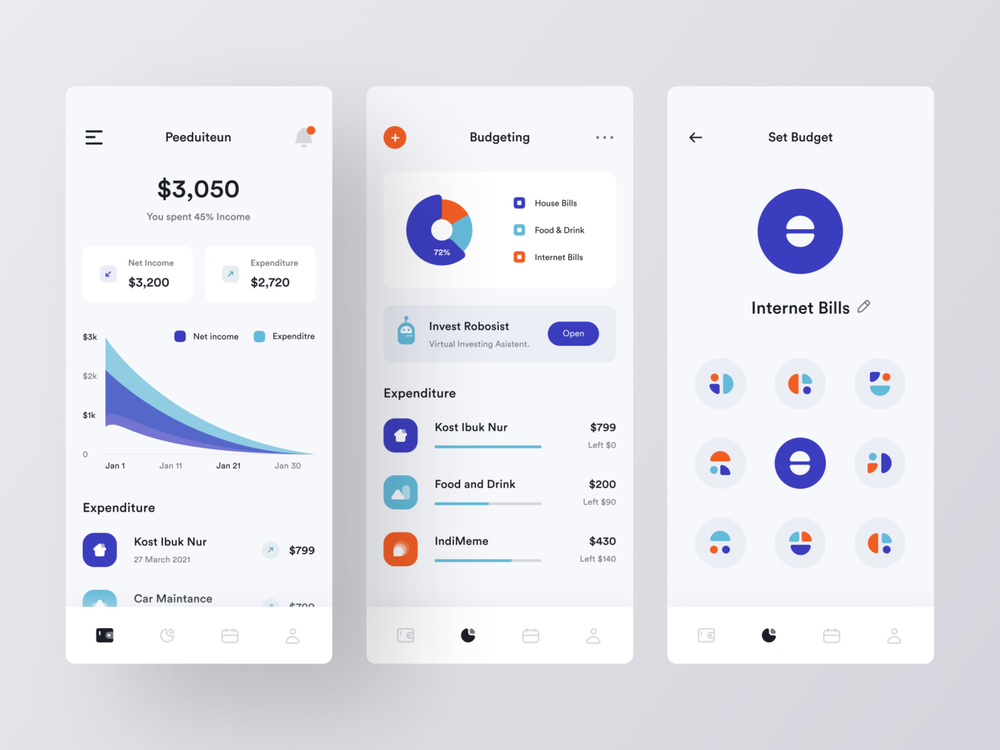 Peeduiteun
$3,050
You spent 45% Income
Net Income
$3,200
Expenditure
$2,720
Net income
Expenditre
$3k
$2k
$1k
0
Jan 1
Jan 11
Jan 21
Jan 30
Expenditure
Kost Ibuk Nur
27 March 2021
$799
Car Maintance
Budgeting
72%
House Bills
Food & Drink
Internet Bills
Invest Robosist
Virtual Investing Asistent.
Open
Expenditure
Kost Ibuk Nur
$799
Left $0
Food and Drink
$200
Left $90
IndiMeme
$430
Left $140
Set Budget
Internet Bills